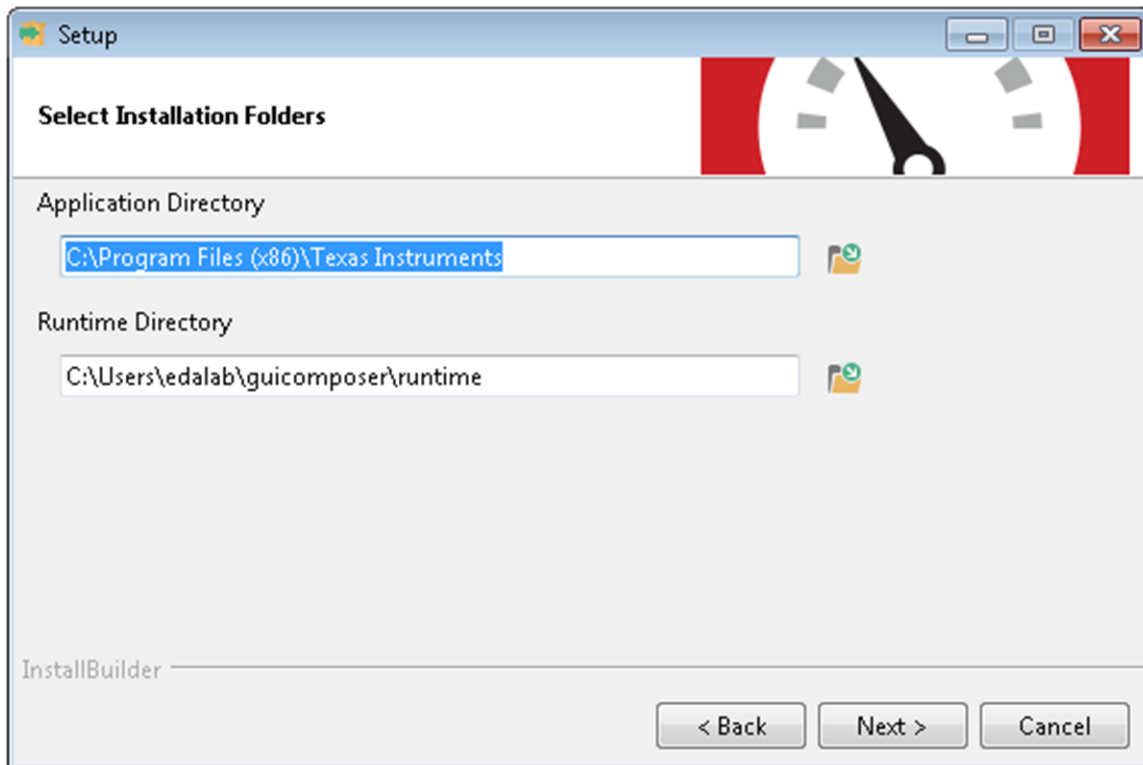 Setup
Select Installation Folders
Application Directory
C:\Program Files (x86)\Texas Instruments
Runtime Directory
C:\Users\edalab\guicomposer\runtime
InstallBuilder
< Back Next > Cancel